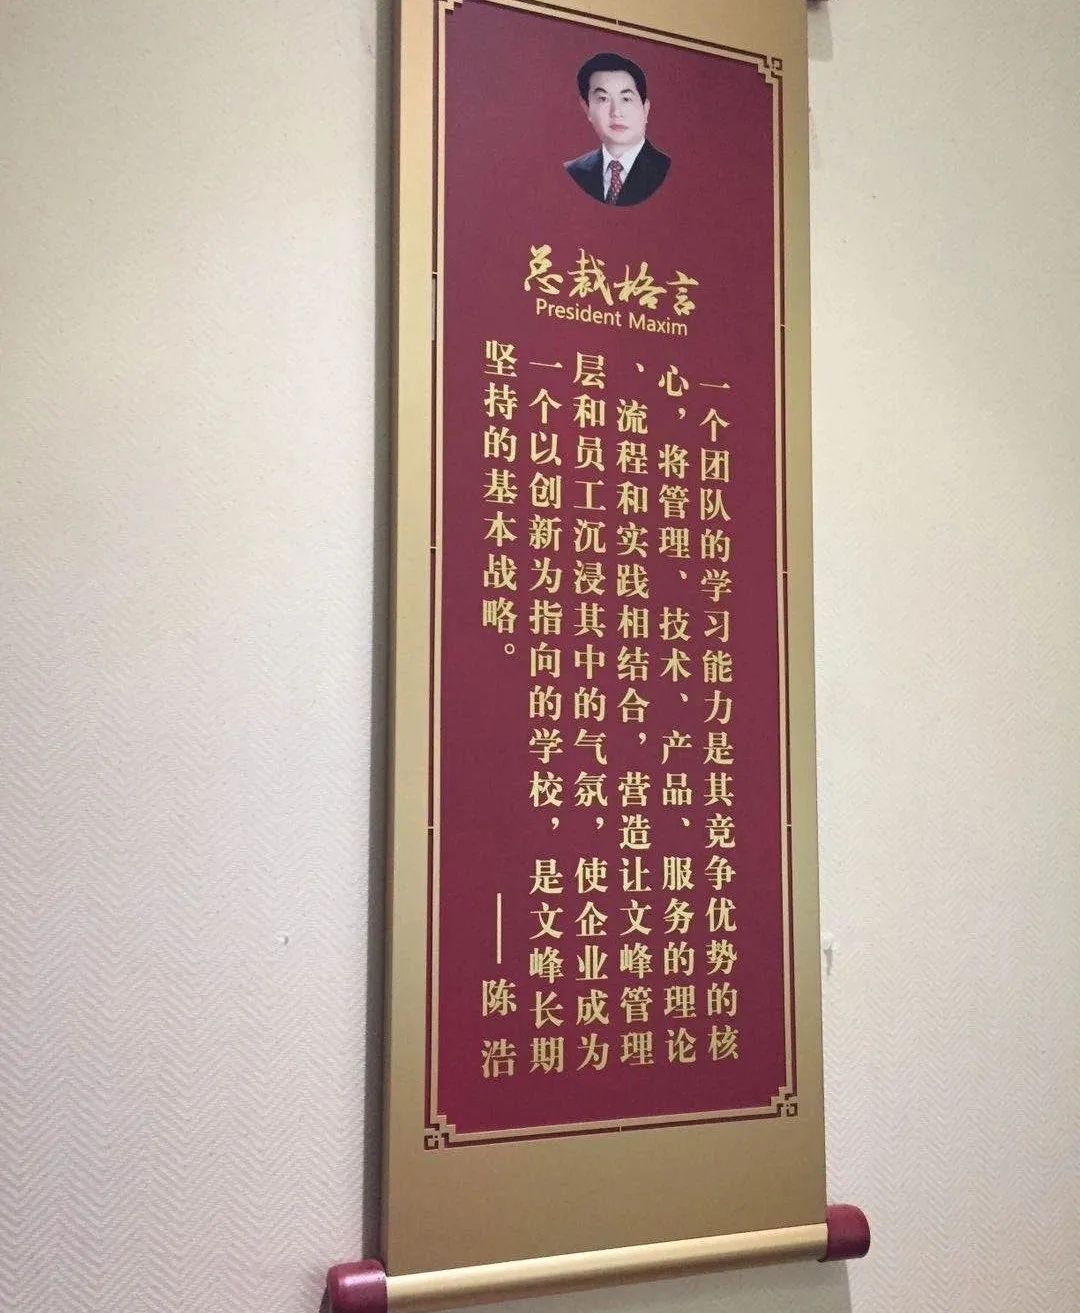 总裁格言
President Maxim
一个团队的学习能力是其竞争优势的核
心，将管理、技术、产品、服务的理论
、流程和实践相结合，营造让文峰管理
层和员工沉浸其中的气氛，使企业成为
一个以创新为指向的学校，是文峰长期
坚持的基本战略。
——陈浩